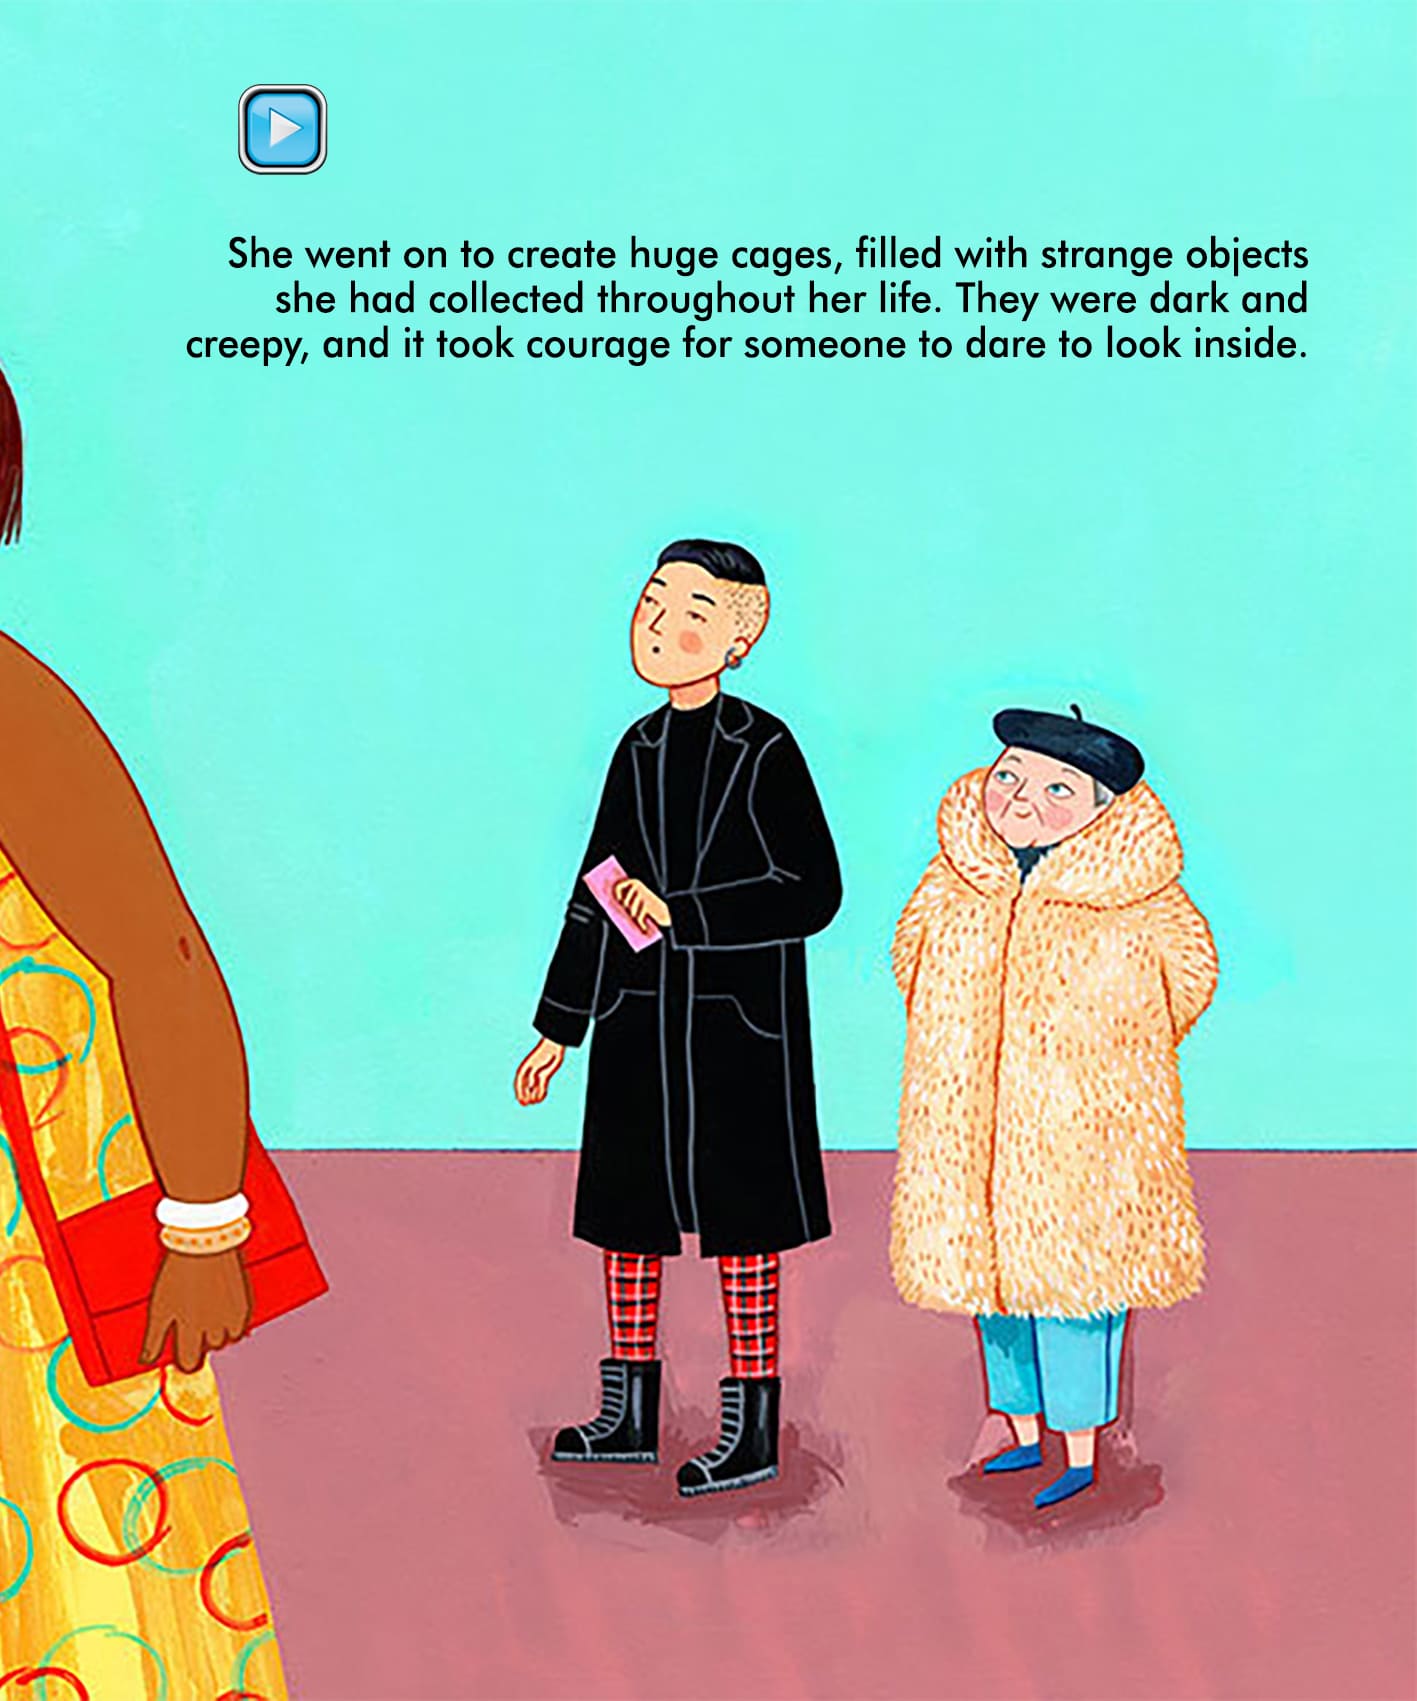 She went on to create huge cages, filled with strange objects
she had collected throughout her life. They were dark and
creepy, and it took courage for someone to dare to look inside.